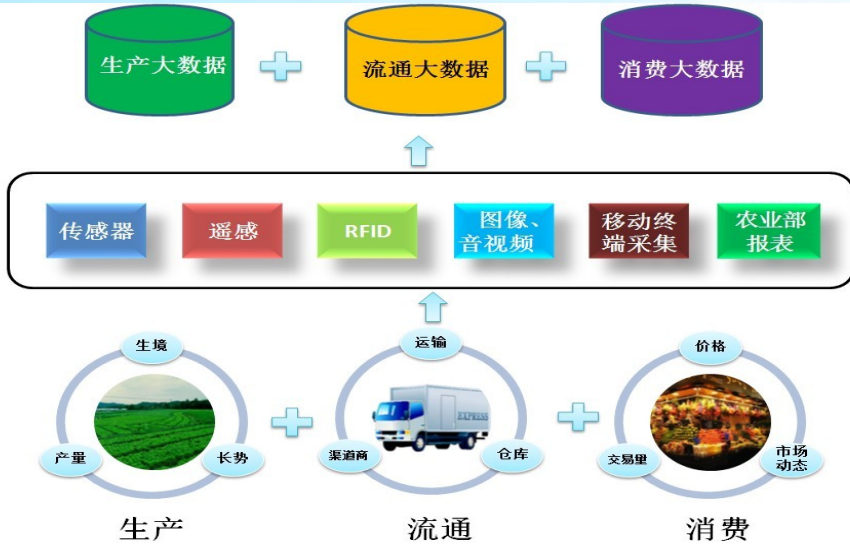 生产大数据
流通大数据
消费大数据
传感器
遥感
RFID
图像、
音视频
移动终
端采集
农业部
报表
生境
产量
长势
运输
渠道商
仓库
EXPRESS
价格
交易量
市场
动态
生产
流通
消费